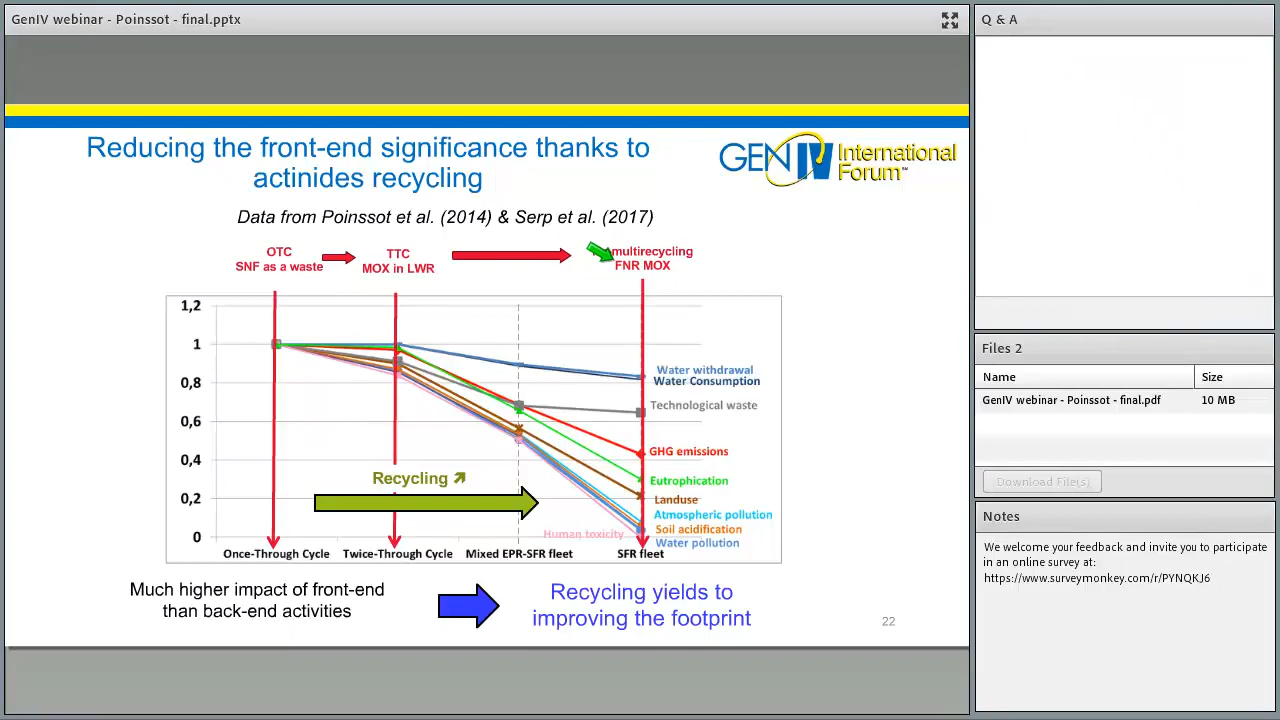 GenIV webinar - Poinssot - final.pptx
Reducing the front-end significance thanks to
actinides recycling
GENIV International
Forum™
Data from Poinssot et al. (2014) & Serp et al. (2017)
OTC
SNF as a waste
TTC
MOX in LWR
multirecycling
FNR MOX
1,2
1
0,8
0,6
0,4
0,2
0
Water withdrawal
Water Consumption
Technological waste
GHG emissions
Eutrophication
Landuse
Atmospheric pollution
Soil acidification
Human toxicity
Water pollution
Recycling
Once-Through Cycle
Twice-Through Cycle
Mixed EPR-SFR fleet
SFR fleet
Much higher impact of front-end
than back-end activities
Recycling yields to
improving the footprint
22
Q & A
Files 2
Name Size
GenIV webinar - Poinssot - final.pdf 10 MB
Download File(s)
Notes
We welcome your feedback and invite you to participate
in an online survey at:
https://www.surveymonkey.com/r/PYNQKJ6